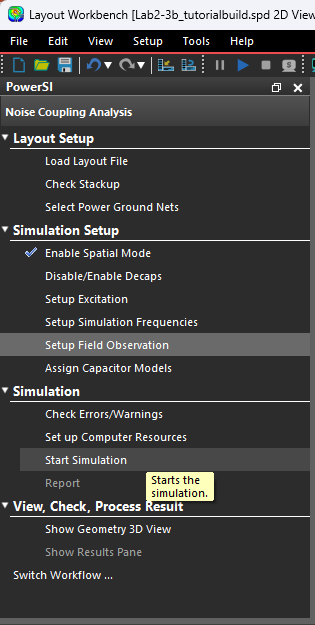 Layout Workbench [Lab2-3b_tutorialbuild.spd 2D View
File Edit View Setup Tools Help
PowerSI
Noise Coupling Analysis
Layout Setup
Load Layout File
Check Stackup
Select Power Ground Nets
Simulation Setup
Enable Spatial Mode
Disable/Enable Decaps
Setup Excitation
Setup Simulation Frequencies
Setup Field Observation
Assign Capacitor Models
Simulation
Check Errors/Warnings
Set up Computer Resources
Start Simulation
Report
Starts the
simulation.
View, Check, Process Result
Show Geometry 3D View
Show Results Pane
Switch Workflow ...